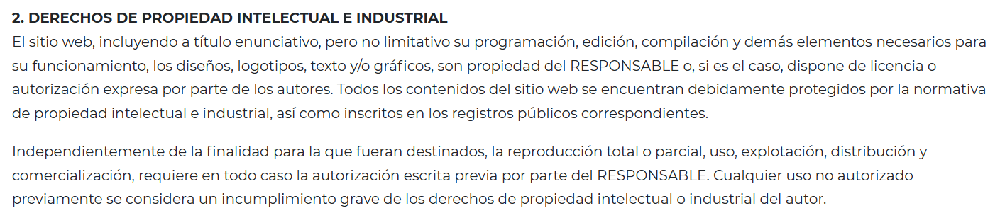 2. DERECHOS DE PROPIEDAD INTELECTUAL E INDUSTRIAL
El sitio web, incluyendo a título enunciativo, pero no limitativo su programación, edición, compilación y demás elementos necesarios para
su funcionamiento, los diseños, logotipos, texto y/o gráficos, son propiedad del RESPONSABLE o, si es el caso, dispone de licencia o
autorización expresa por parte de los autores. Todos los contenidos del sitio web se encuentran debidamente protegidos por la normativa
de propiedad intelectual e industrial, así como inscritos en los registros públicos correspondientes.
Independientemente de la finalidad para la que fueran destinados, la reproducción total o parcial, uso, explotación, distribución y
comercialización, requiere en todo caso la autorización escrita previa por parte del RESPONSABLE. Cualquier uso no autorizado
previamente se considera un incumplimiento grave de los derechos de propiedad intelectual o industrial del autor.